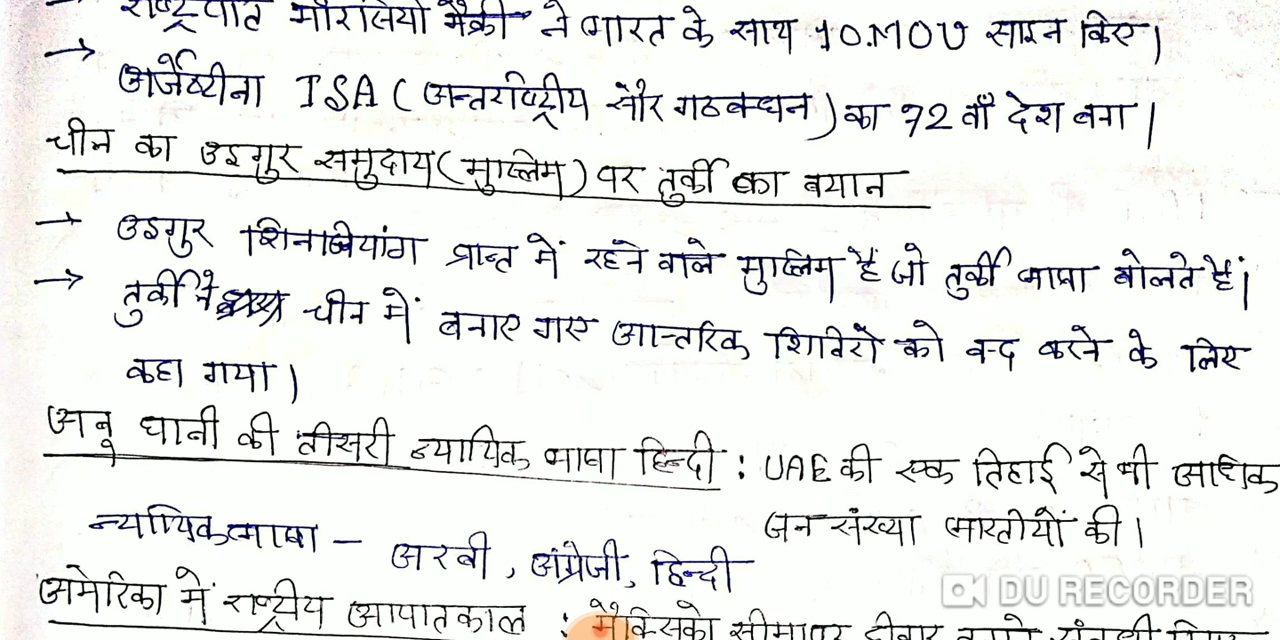 राष्ट्रपति मौरिसियो मैक्री ने भारत के साथ 10.MOU साइन किए।
→ अर्जेण्टीना ISA (अन्तर्राष्ट्रीय सौर गठबन्धन) का 72 वाँ देश बना।
चीन का उइगुर समुदाय (मुस्लिम) पर तुर्की का बयान
→ उइगुर शिनजियांग प्रान्त में रहने वाले मुस्लिम हैं जो तुर्की भाषा बोलते हैं।
→ तुर्की ने चीन में बनाए गए आन्तरिक शिविरों को बन्द करने के लिए
कहा गया।
अबू धाबी की तीसरी न्यायिक भाषा हिन्दी : UAE की एक तिहाई से भी अधिक
जनसंख्या भारतीयों की।
न्यायिक भाषा – अरबी, अंग्रेजी, हिन्दी
DU RECORDER
अमेरिका में राष्ट्रीय आपातकाल : मैक्सिको सीमा पर दीवार